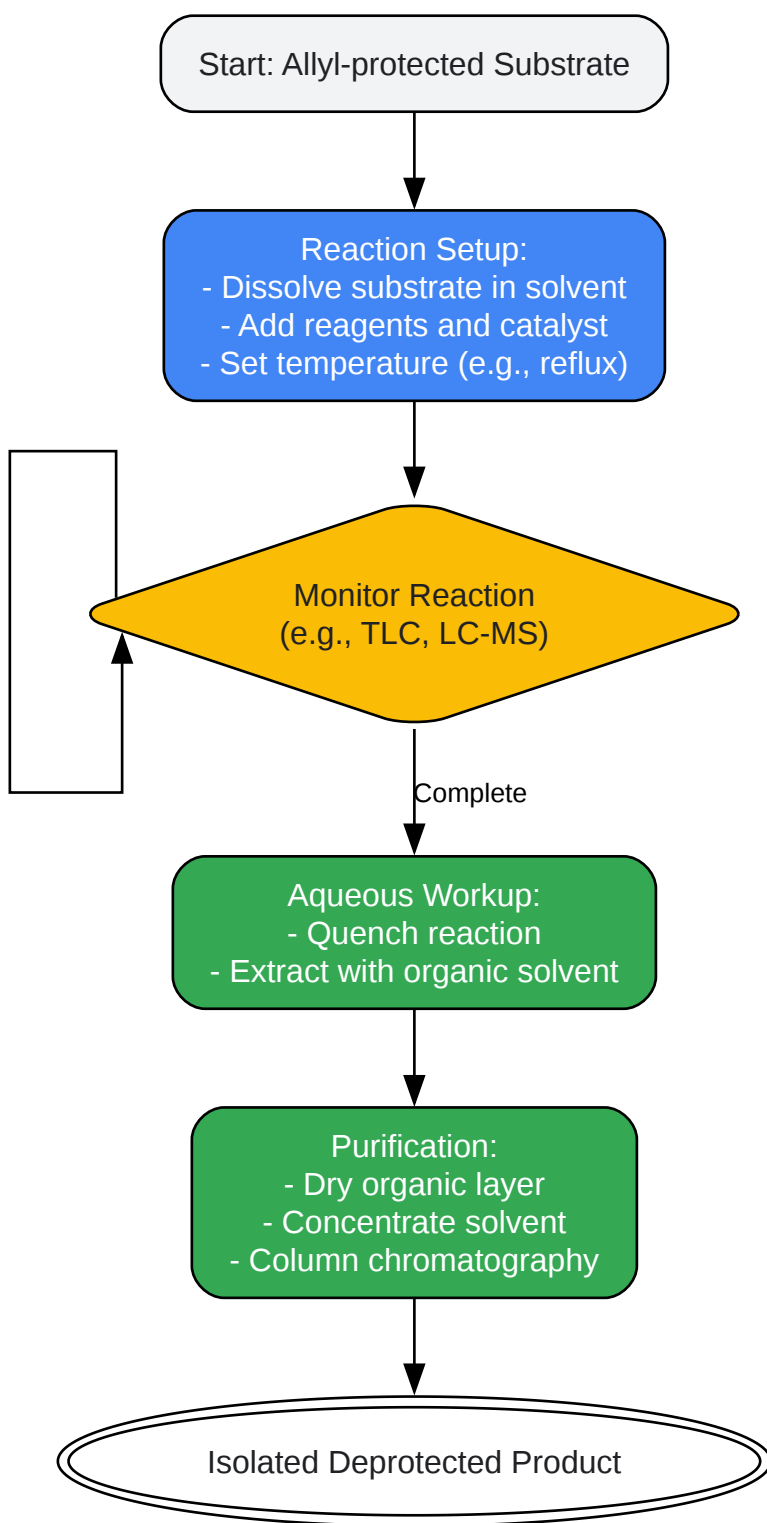 Start: Allyl-protected Substrate
Reaction Setup:
- Dissolve substrate in solvent
- Add reagents and catalyst
- Set temperature (e.g., reflux)
Monitor Reaction
(e.g., TLC, LC-MS)
Complete
Aqueous Workup:
- Quench reaction
- Extract with organic solvent
Purification:
- Dry organic layer
- Concentrate solvent
- Column chromatography
Isolated Deprotected Product